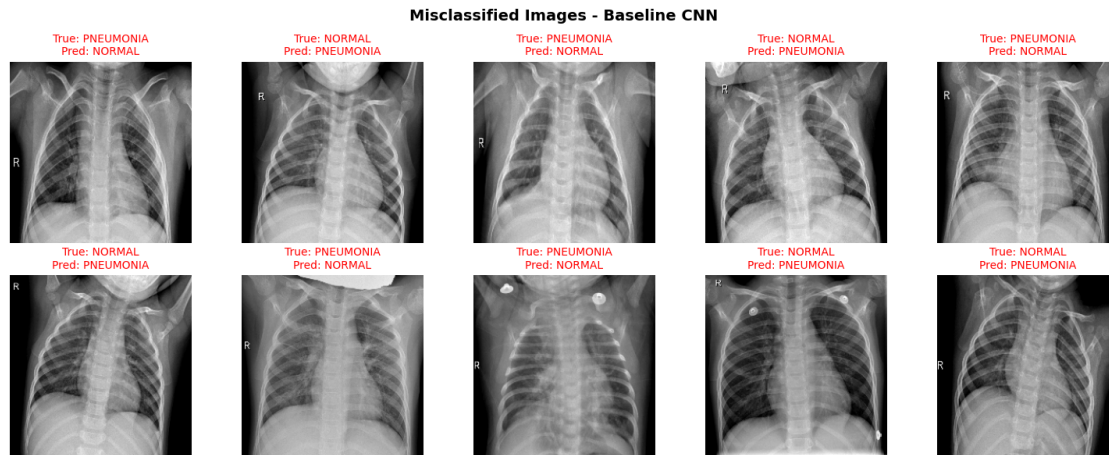 Misclassified Images - Baseline CNN
True: PNEUMONIA
Pred: NORMAL
True: NORMAL
Pred: PNEUMONIA
True: PNEUMONIA
Pred: NORMAL
True: NORMAL
Pred: PNEUMONIA
True: PNEUMONIA
Pred: NORMAL
R
R
R
R
R
True: NORMAL
Pred: PNEUMONIA
True: PNEUMONIA
Pred: NORMAL
True: PNEUMONIA
Pred: NORMAL
True: NORMAL
Pred: PNEUMONIA
True: NORMAL
Pred: PNEUMONIA
R
R
R
R
R